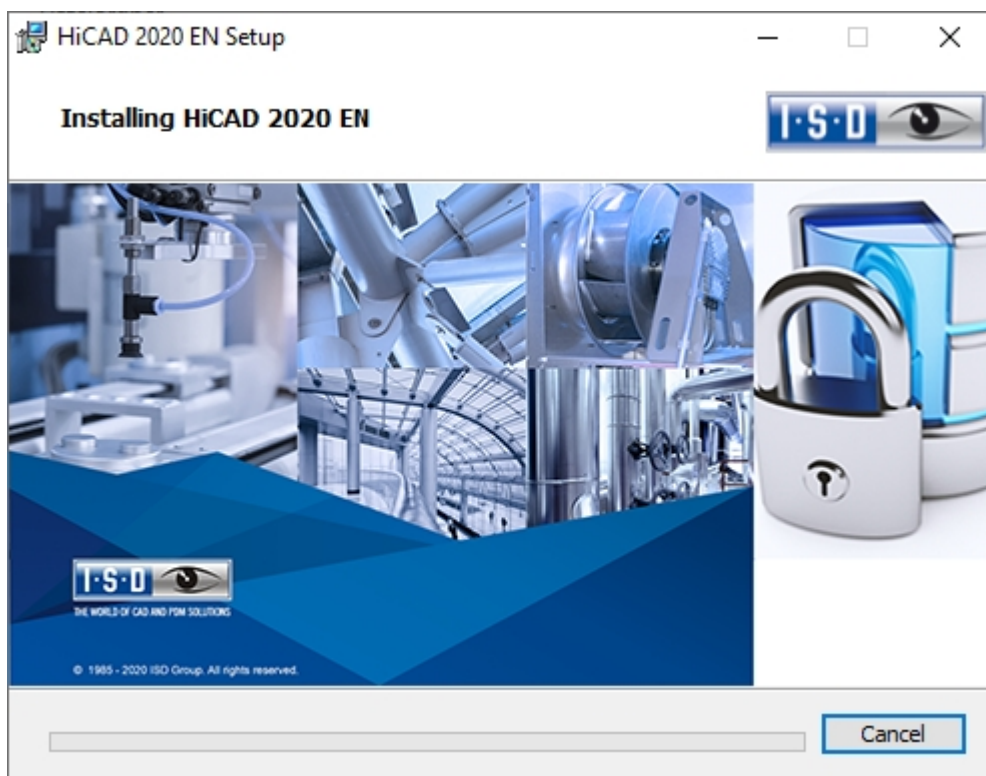 HiCAD 2020 EN Setup
Installing HiCAD 2020 EN
I·S·D
I·S·D
THE WORLD OF CAD AND PDM SOLUTIONS
© 1985 - 2020 ISD Group. All rights reserved.
Cancel